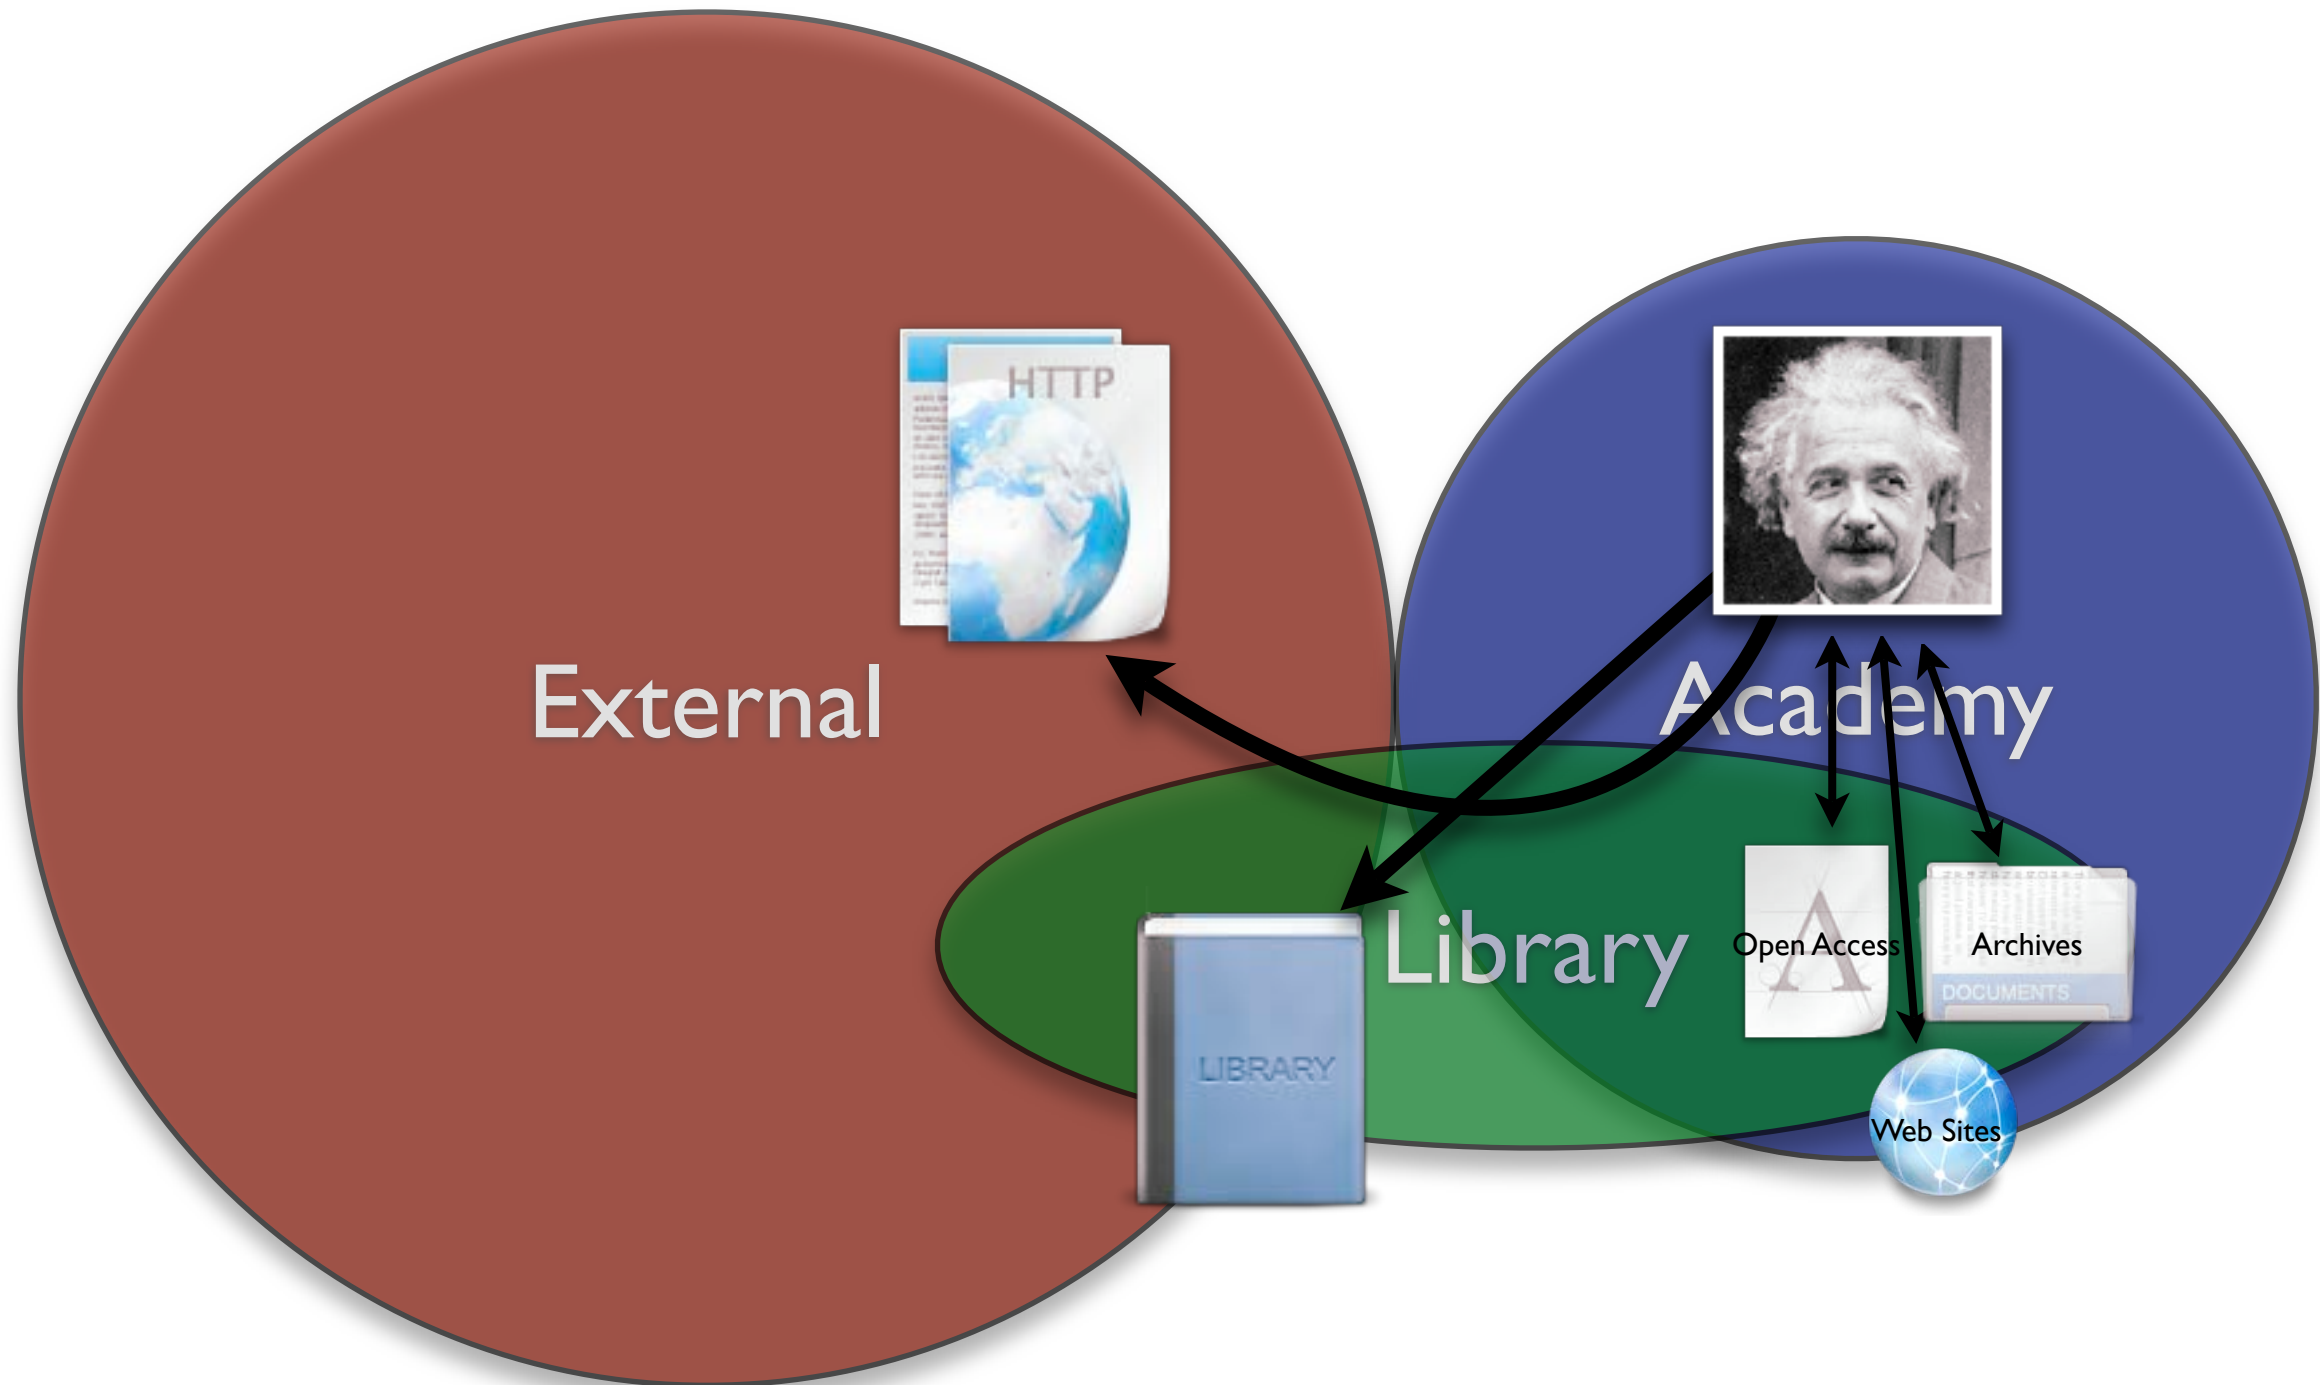 HTTP
External
Academy
Library
Open Access
Archives
DOCUMENTS
LIBRARY
Web Sites